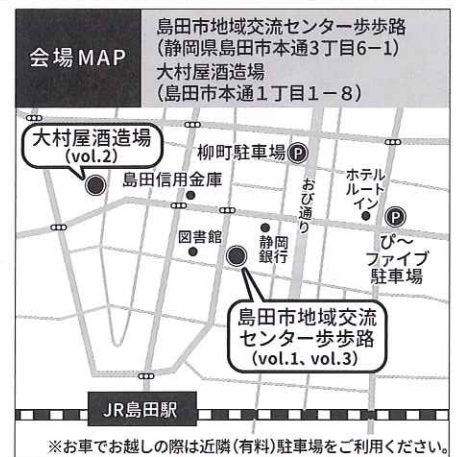 会場MAP
島田市地域交流センター歩歩路
(静岡県島田市本通3丁目6−1)
大村屋酒造場
(島田市本通1丁目1−8)
大村屋酒造場
(vol.2)
柳町駐車場 P
島田信用金庫
おび通り
ホテル
ルート
イン
P
図書館
静岡
銀行
ぴ〜
ファイブ
駐車場
島田市地域交流
センター歩歩路
(vol.1、vol.3)
JR島田駅
※お車でお越しの際は近隣(有料)駐車場をご利用ください。